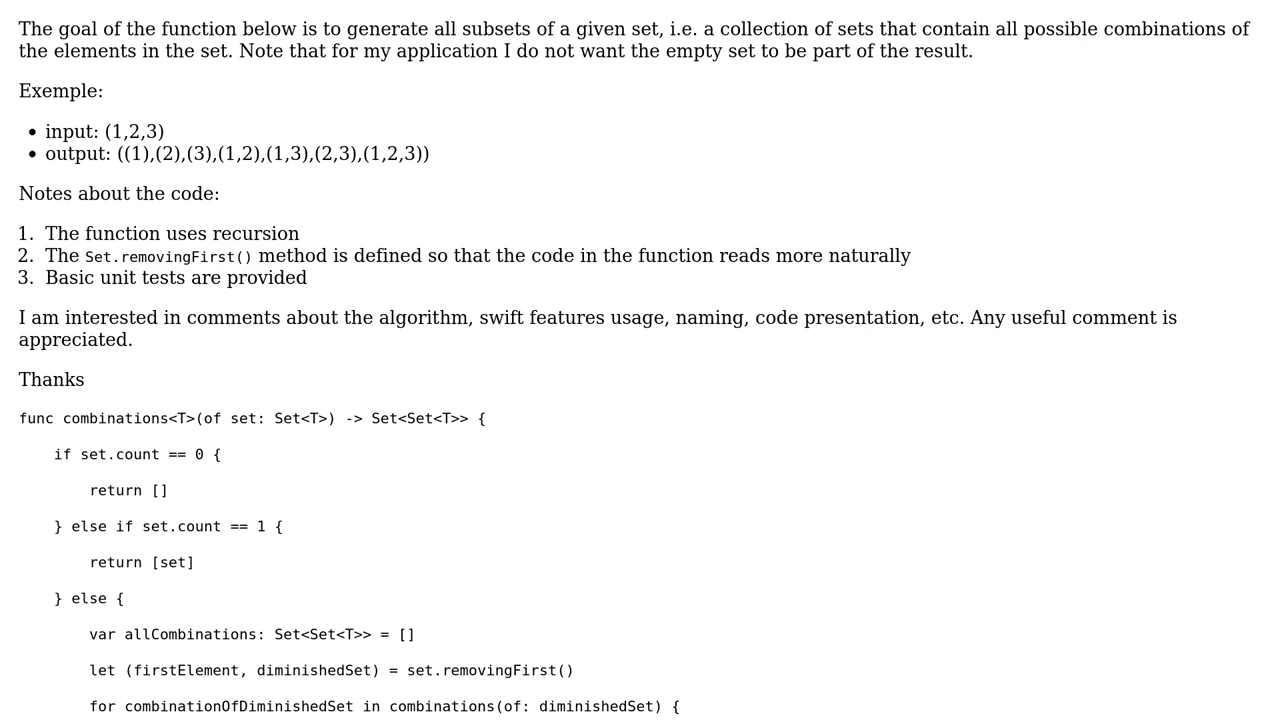 The goal of the function below is to generate all subsets of a given set, i.e. a collection of sets that contain all possible combinations of
the elements in the set. Note that for my application I do not want the empty set to be part of the result.
Exemple:
• input: (1,2,3)
• output: ((1),(2),(3),(1,2),(1,3),(2,3),(1,2,3))
Notes about the code:
1. The function uses recursion
2. The Set.removingFirst() method is defined so that the code in the function reads more naturally
3. Basic unit tests are provided
I am interested in comments about the algorithm, swift features usage, naming, code presentation, etc. Any useful comment is
appreciated.
Thanks
func combinations<T>(of set: Set<T>) -> Set<Set<T>> {
    if set.count == 0 {
        return []
    } else if set.count == 1 {
        return [set]
    } else {
        var allCombinations: Set<Set<T>> = []
        let (firstElement, diminishedSet) = set.removingFirst()
        for combinationOfDiminishedSet in combinations(of: diminishedSet) {